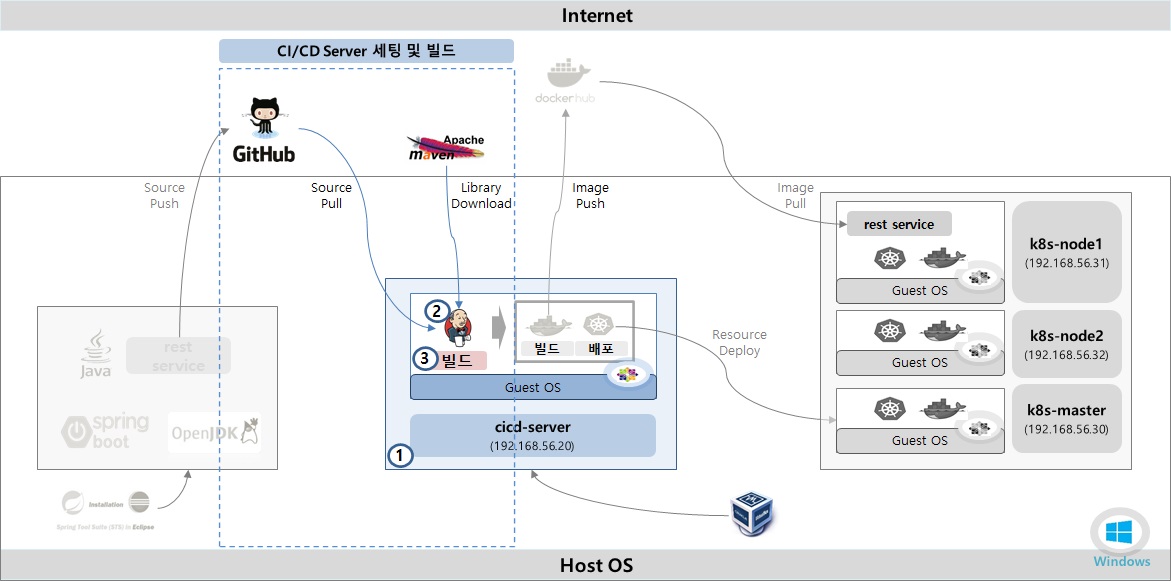 Internet
CI/CD Server 세팅 및 빌드
dockerhub
GitHub
Apache
maven
Source
Push
Source
Pull
Library
Download
Image
Push
Image
Pull
rest service
Guest OS
k8s-node1
(192.168.56.31)
Guest OS
k8s-node2
(192.168.56.32)
Guest OS
k8s-master
(192.168.56.30)
Java
rest
service
spring
boot
OpenJDK
2
3
빌드
빌드
배포
Guest OS
cicd-server
(192.168.56.20)
1
Resource
Deploy
Installation
Spring Tool Suite (STS) in Eclipse
Windows
Host OS